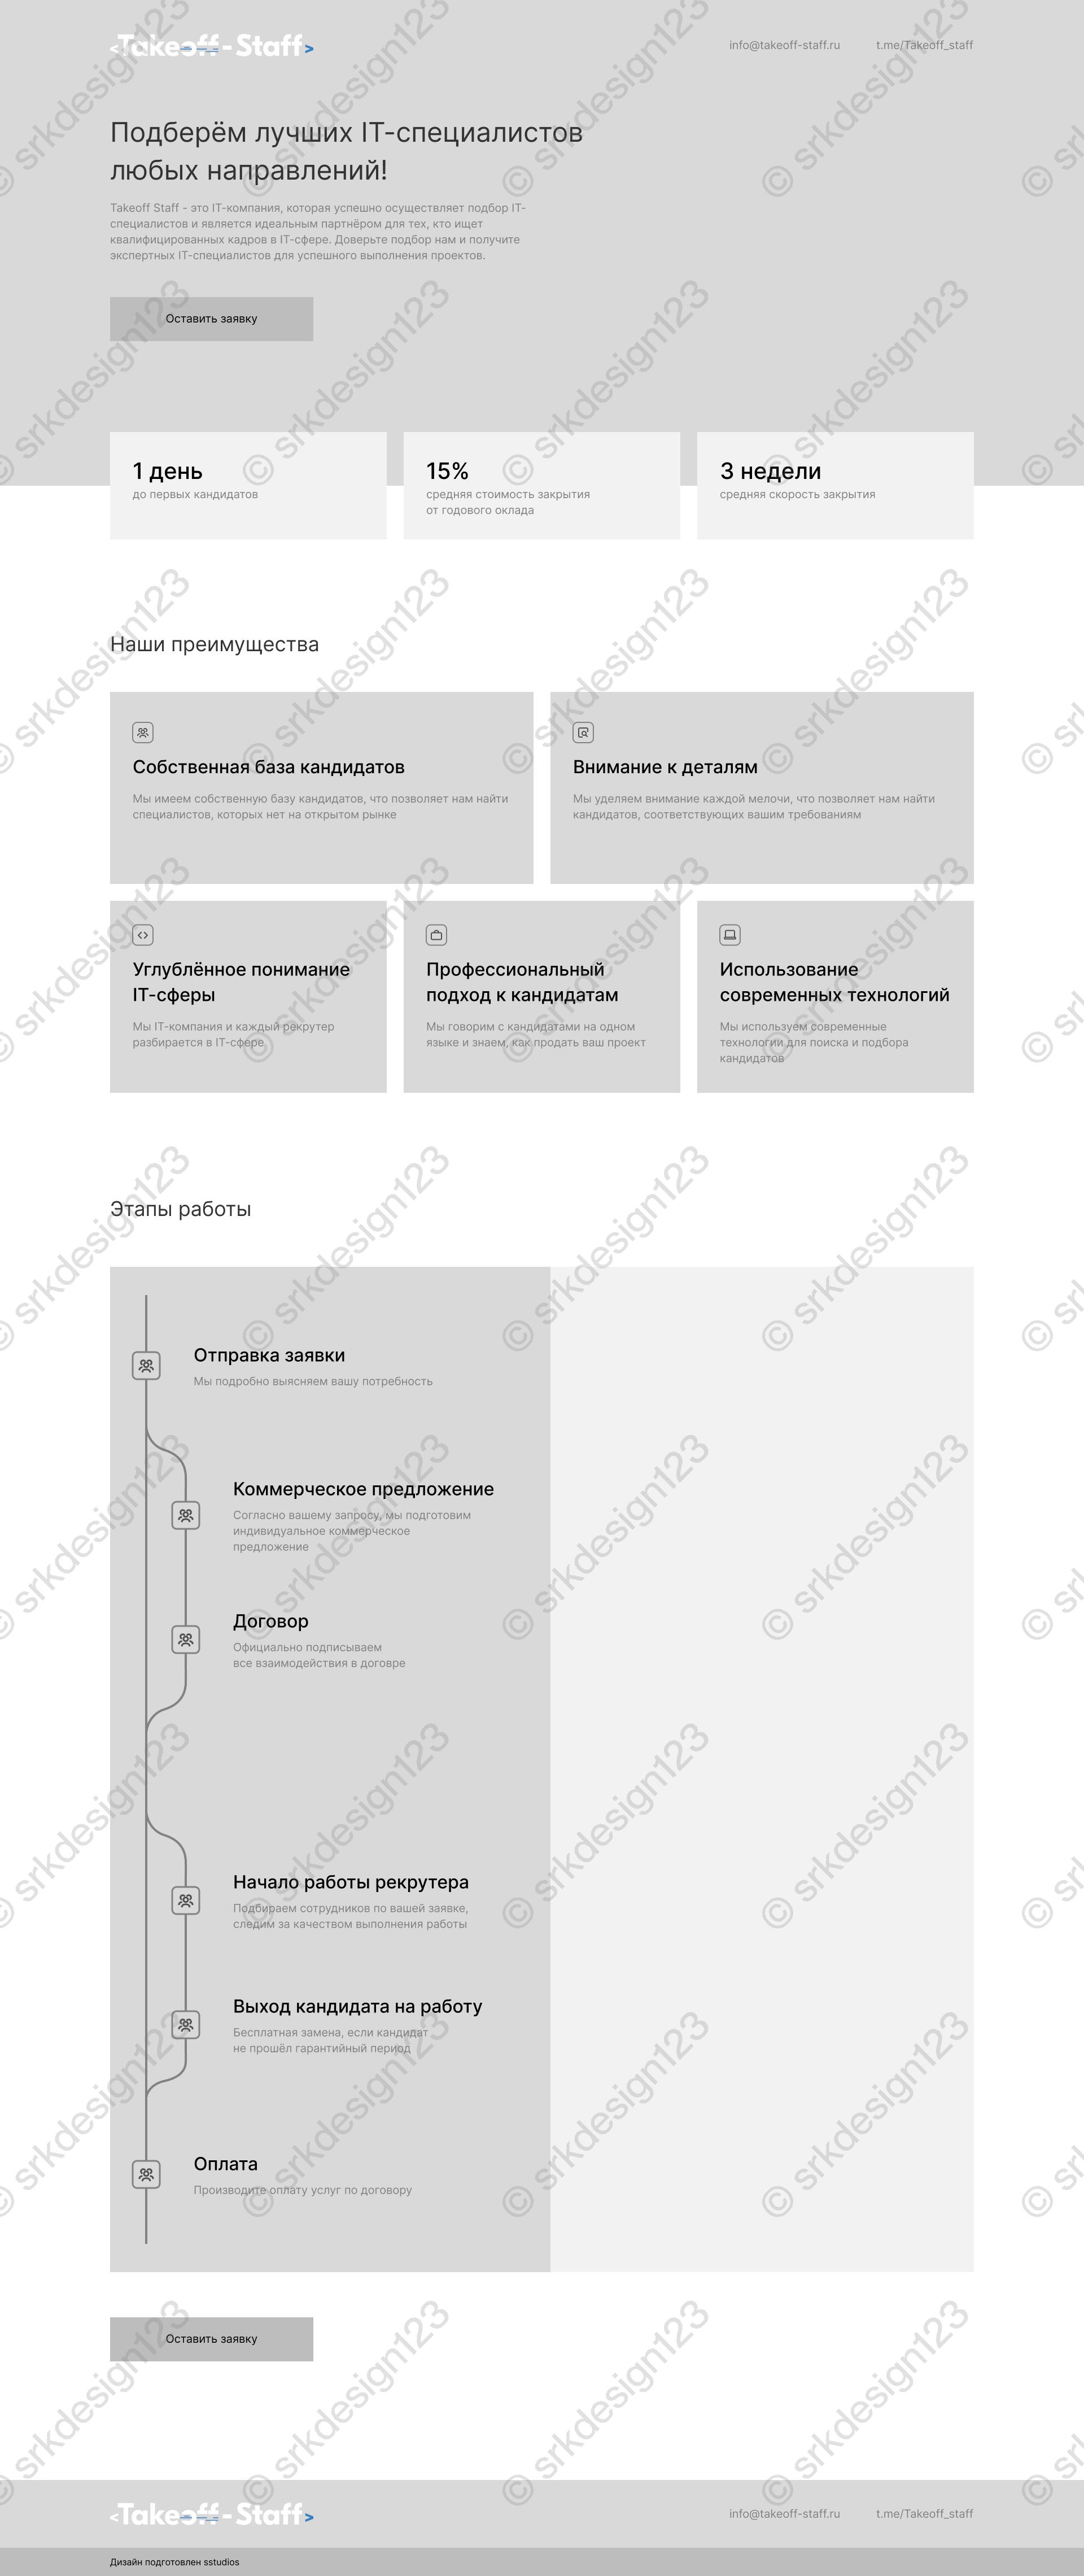 <Takeoff - Staff>
info@takeoff-staff.ru
t.me/Takeoff_staff
Подберём лучших IT-специалистов
любых направлений!
Takeoff Staff - это IT-компания, которая успешно осуществляет подбор IT-
специалистов и является идеальным партнёром для тех, кто ищет
квалифицированных кадров в IT-сфере. Доверьте подбор нам и получите
экспертных IT-специалистов для успешного выполнения проектов.
Оставить заявку
1 день
до первых кандидатов
15%
средняя стоимость закрытия
от годового оклада
3 недели
средняя скорость закрытия
Наши преимущества
Собственная база кандидатов
Мы имеем собственную базу кандидатов, что позволяет нам найти
специалистов, которых нет на открытом рынке
Внимание к деталям
Мы уделяем внимание каждой мелочи, что позволяет нам найти
кандидатов, соответствующих вашим требованиям
Углублённое понимание
IT-сферы
Мы IT-компания и каждый рекрутер
разбирается в IT-сфере
Профессиональный
подход к кандидатам
Мы говорим с кандидатами на одном
языке и знаем, как продать ваш проект
Использование
современных технологий
Мы используем современные
технологии для поиска и подбора
кандидатов
Этапы работы
Отправка заявки
Мы подробно выясняем вашу потребность
Коммерческое предложение
Согласно вашему запросу, мы подготовим
индивидуальное коммерческое
предложение
Договор
Официально подписываем
все взаимодействия в договре
Начало работы рекрутера
Подбираем сотрудников по вашей заявке,
следим за качеством выполнения работы
Выход кандидата на работу
Бесплатная замена, если кандидат
не прошёл гарантийный период
Оплата
Производите оплату услуг по договору
Оставить заявку
<Takeoff - Staff>
info@takeoff-staff.ru
t.me/Takeoff_staff
Дизайн подготовлен sstudios
© srkdesign123